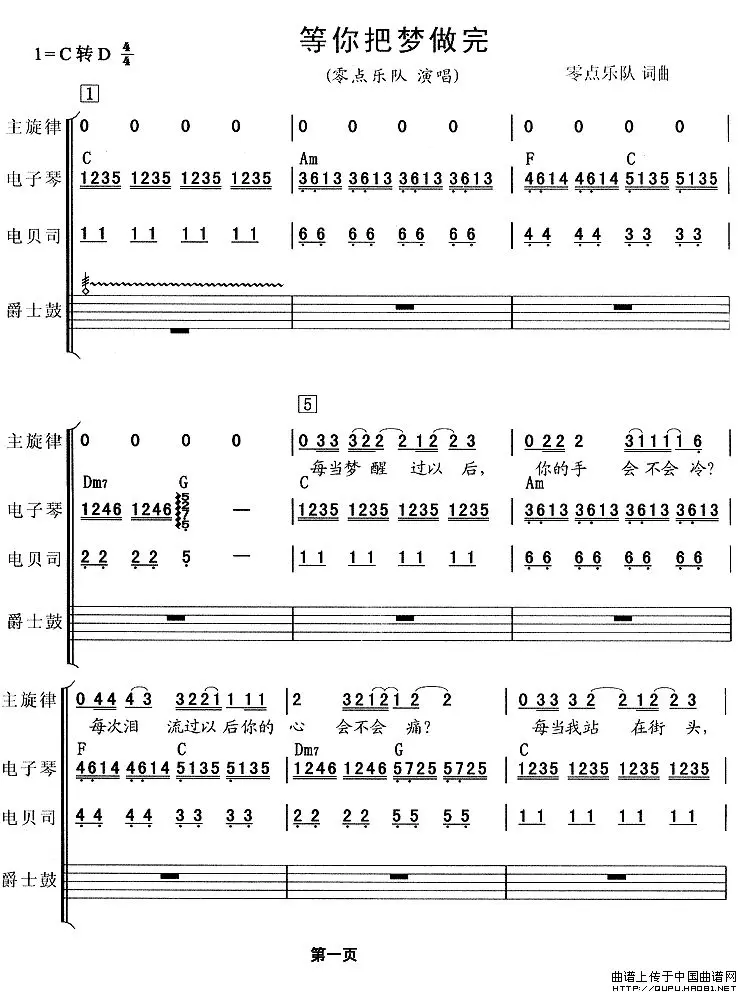 等你把梦做完
1=C转D 4/4
(零点乐队 演唱)
零点乐队 词曲
1
主旋律 0 0 0 0 | 0 0 0 0 | 0 0 0 0 |
C Am F C
电子琴 1235 1235 1235 1235 | 3613 3613 3613 3613 | 4614 4614 5135 5135 |
电贝司 11 11 11 11 | 66 66 66 66 | 44 44 33 33 |
爵士鼓
5
主旋律 0 0 0 0 | 0 33 322 2 12 23 | 0 222 2 3111 16 |
每当梦 醒 过以 后, 你的手 会 不会 冷?
Dm7 G C Am
电子琴 1246 1246 5275 — | 1235 1235 1235 1235 | 3613 3613 3613 3613 |
电贝司 22 22 5 — | 11 11 11 11 | 66 66 66 66 |
爵士鼓
主旋律 0 44 43 3221 1 11 | 2 32121 2 2 | 0 33 32 2 12 2 3 |
每次泪 流过以后你的 心 会不会 痛? 每当我站 在街 头,
F C Dm7 G C
电子琴 4614 4614 5135 5135 | 1246 1246 5725 5725 | 1235 1235 1235 1235 |
电贝司 44 44 33 33 | 22 22 55 55 | 11 11 11 11 |
爵士鼓
第一页
曲谱上传于中国曲谱网
HTTP://QUPU.HAO81.NET